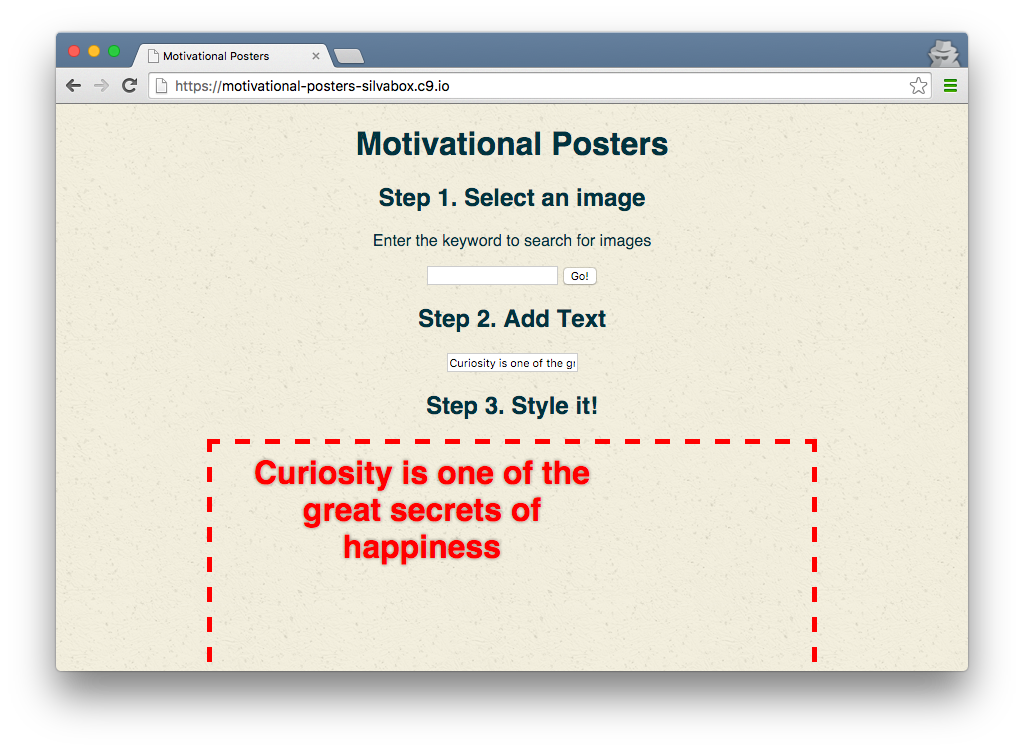 Motivational Posters
https://motivational-posters-silvabox.c9.io
Motivational Posters
Step 1. Select an image
Enter the keyword to search for images
Go!
Step 2. Add Text
Curiosity is one of the gr
Step 3. Style it!
Curiosity is one of the
great secrets of
happiness